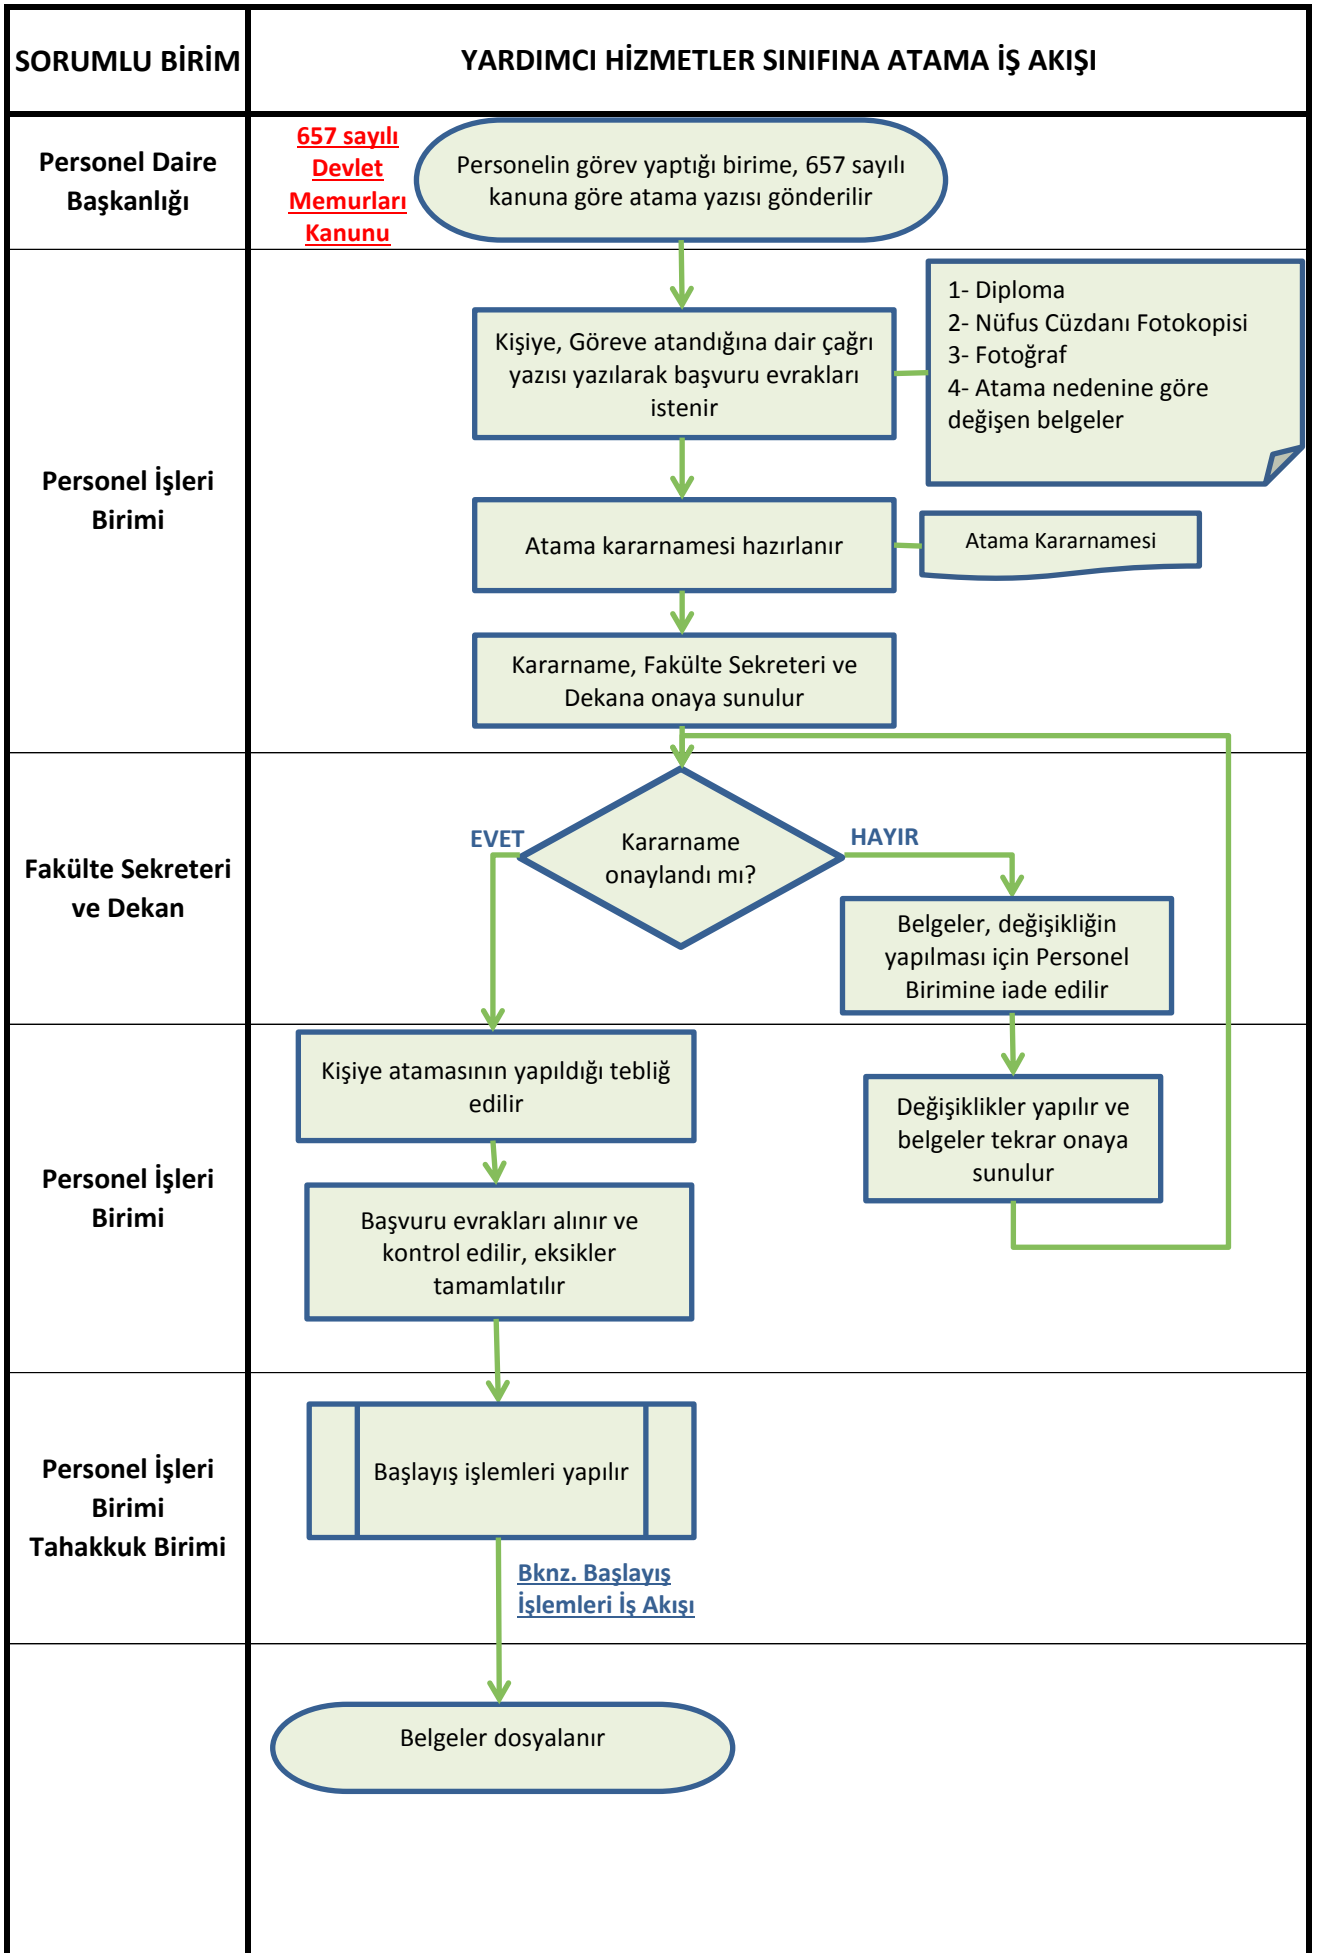 SORUMLU BİRİM
YARDIMCI HİZMETLER SINIFINA ATAMA İŞ AKIŞI
Personel Daire
Başkanlığı
657 sayılı
Devlet
Memurları
Kanunu
Personelin görev yaptığı birime, 657 sayılı
kanuna göre atama yazısı gönderilir
Personel İşleri
Birimi
Kişiye, Göreve atandığına dair çağrı
yazısı yazılarak başvuru evrakları
istenir
1- Diploma
2- Nüfus Cüzdanı Fotokopisi
3- Fotoğraf
4- Atama nedenine göre
değişen belgeler
Atama kararnamesi hazırlanır
Atama Kararnamesi
Kararname, Fakülte Sekreteri ve
Dekana onaya sunulur
Fakülte Sekreteri
ve Dekan
EVET
Kararname
onaylandı mı?
HAYIR
Belgeler, değişikliğin
yapılması için Personel
Birimine iade edilir
Personel İşleri
Birimi
Kişiye atamasının yapıldığı tebliğ
edilir
Değişiklikler yapılır ve
belgeler tekrar onaya
sunulur
Başvuru evrakları alınır ve
kontrol edilir, eksikler
tamamlatılır
Personel İşleri
Birimi
Tahakkuk Birimi
Başlayış işlemleri yapılır
Bknz. Başlayış
İşlemleri İş Akışı
Belgeler dosyalanır